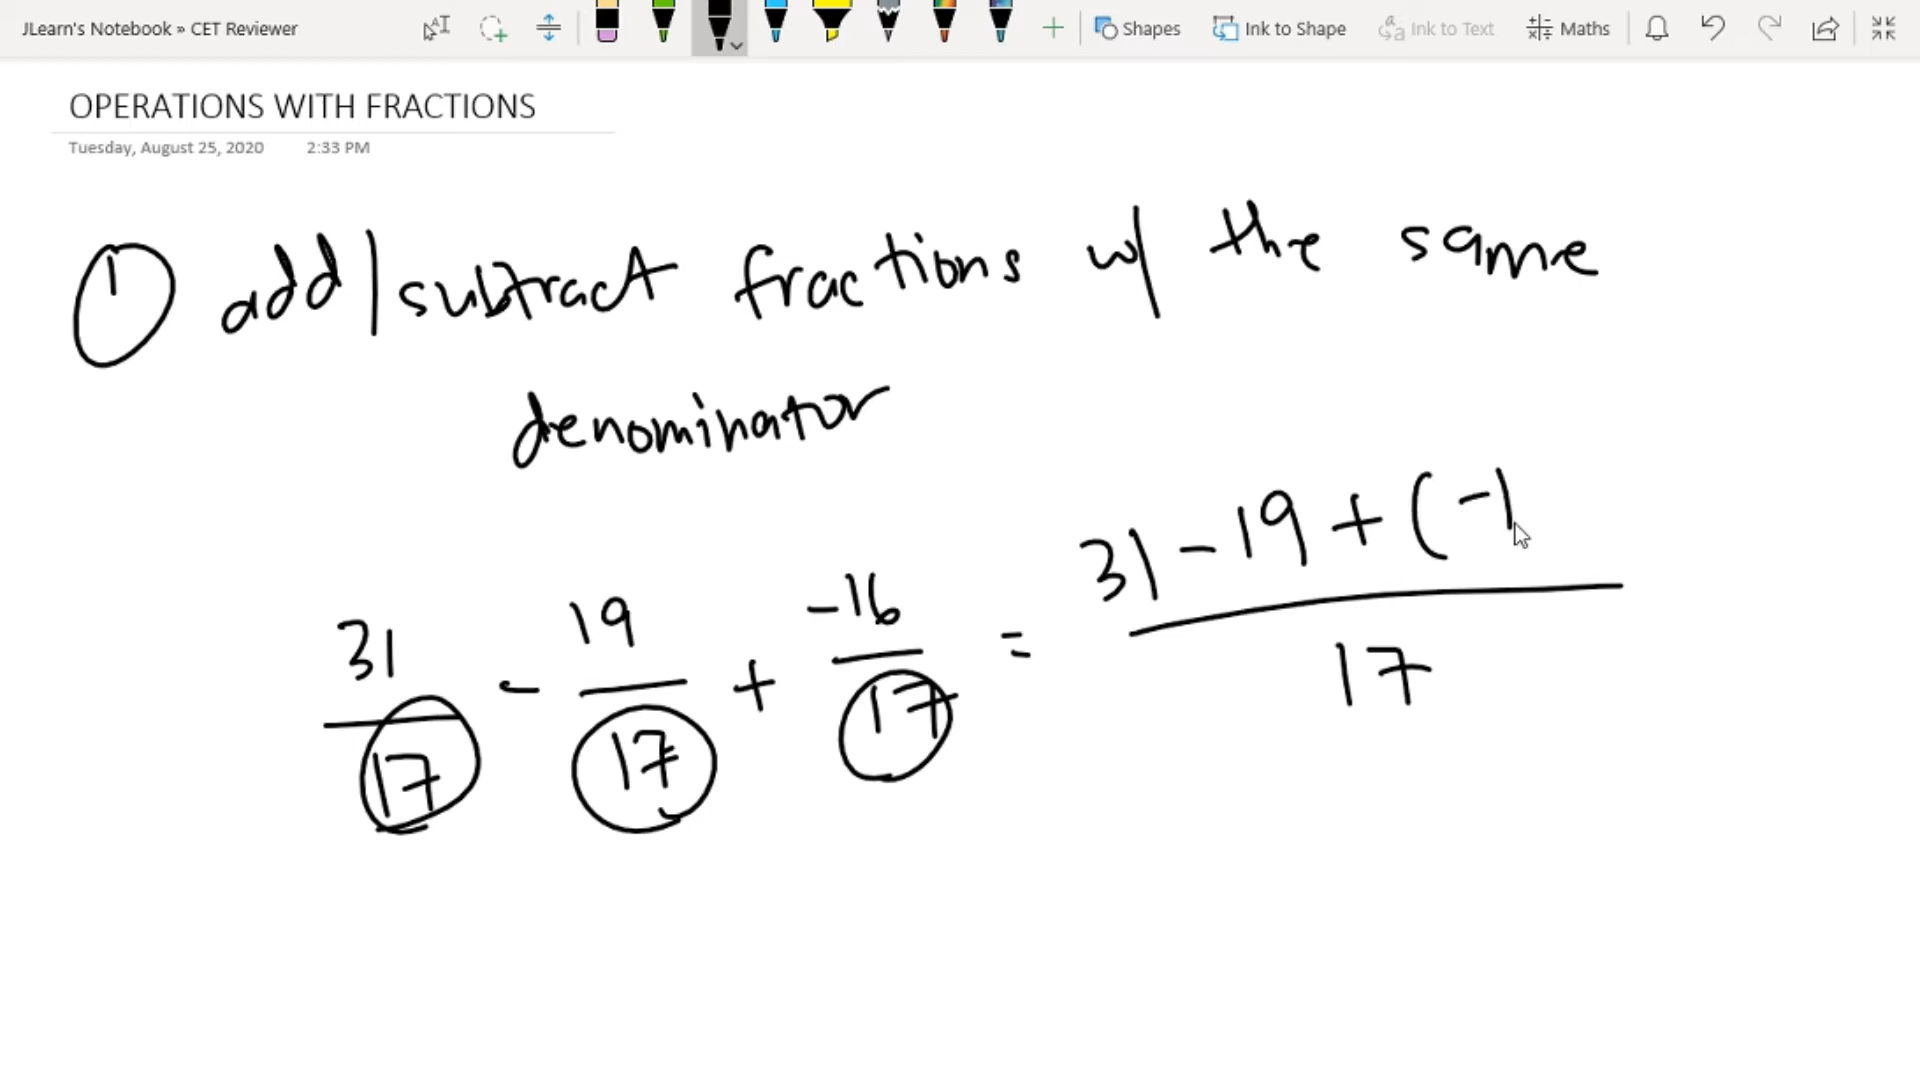 JLearn's Notebook » CET Reviewer
Shapes
Ink to Shape
Ink to Text
Maths
OPERATIONS WITH FRACTIONS
Tuesday, August 25, 2020 2:33 PM
① add/subtract fractions w/ the same
denominator
31/17 - 19/17 + -16/17 = 31 - 19 + (-1
17